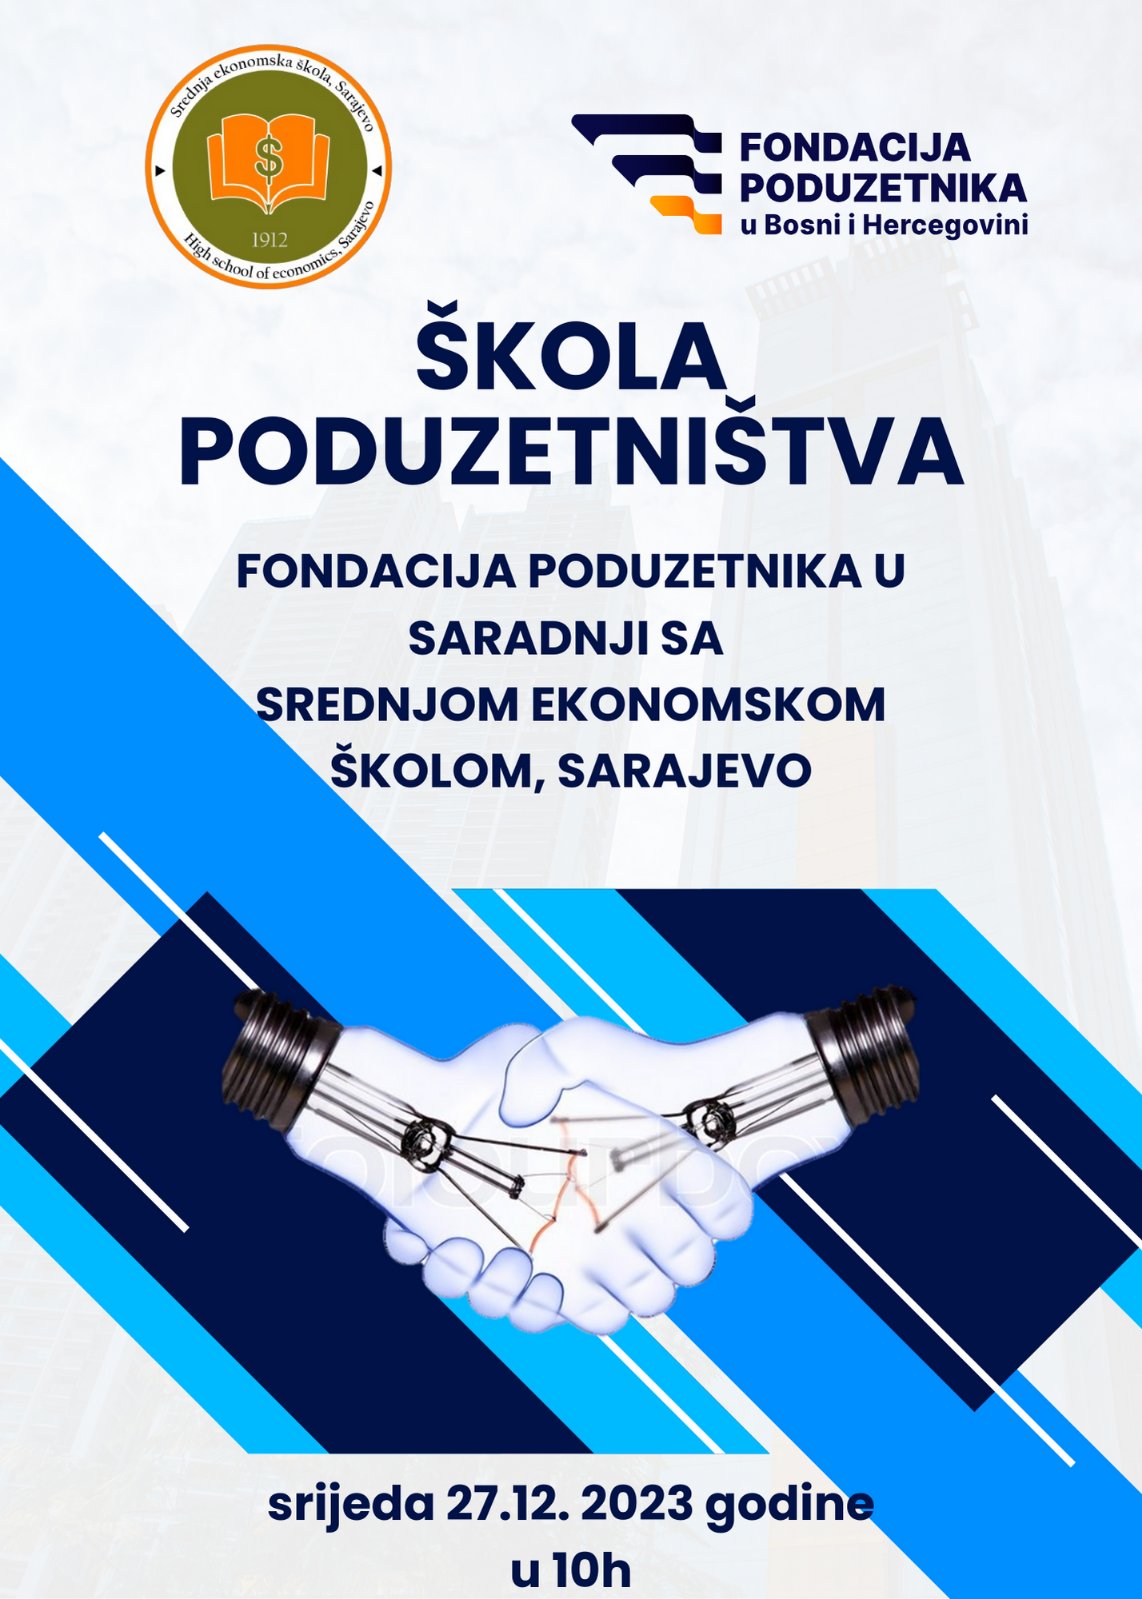 Srednja ekonomska škola, Sarajevo
$
1912
High school of economics, Sarajevo
FONDACIJA
PODUZETNIKA
u Bosni i Hercegovini
ŠKOLA
PODUZETNIŠTVA
FONDACIJA PODUZETNIKA U
SARADNJI SA
SREDNJOM EKONOMSKOM
ŠKOLOM, SARAJEVO
srijeda 27.12. 2023 godine
u 10h